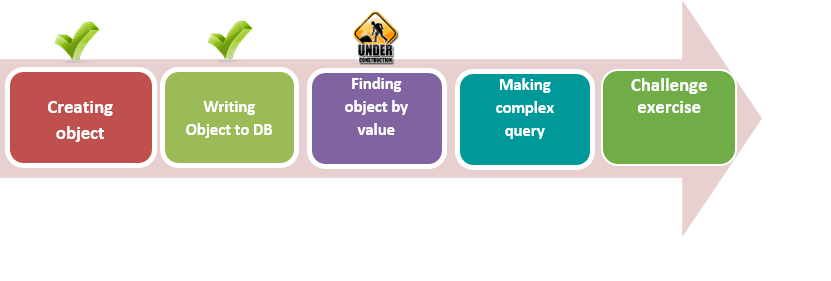 UNDER
CONSTRUCTION
Creating
object
Writing
Object to DB
Finding
object by
value
Making
complex
query
Challenge
exercise